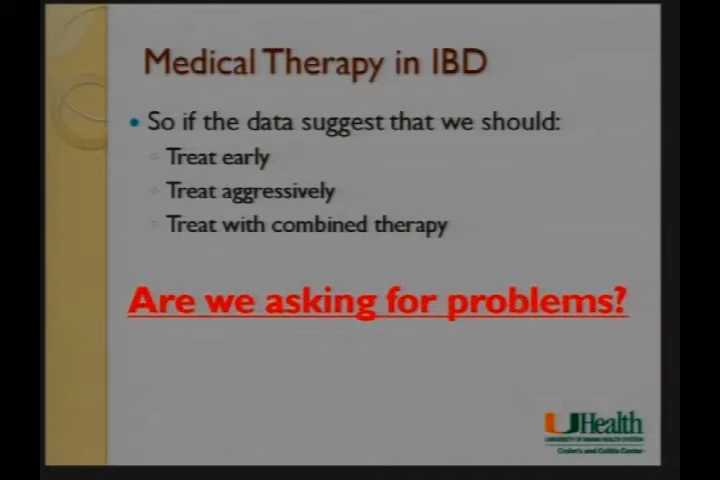 Medical Therapy in IBD
So if the data suggest that we should:
Treat early
Treat aggressively
Treat with combined therapy
Are we asking for problems?
UHealth
UNIVERSITY OF MIAMI HEALTH SYSTEM
Crohn's and Colitis Center